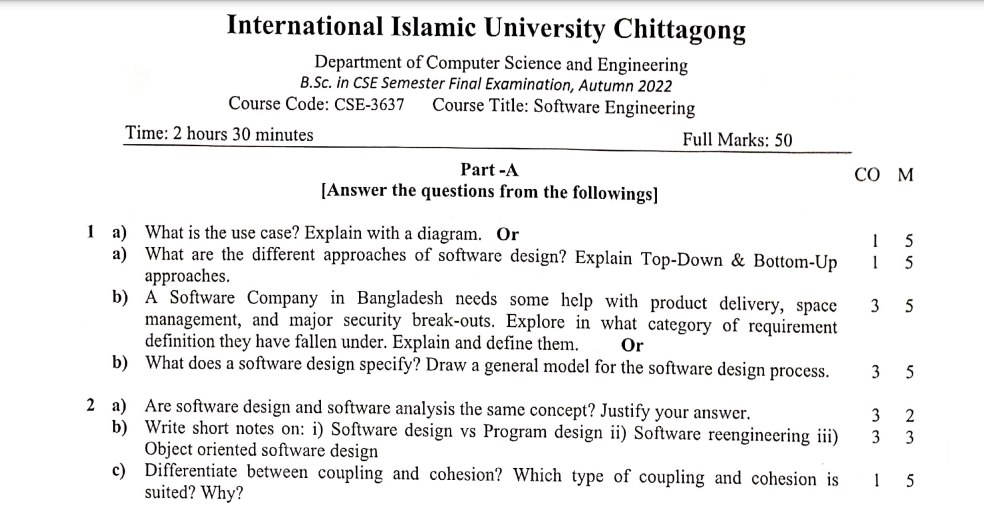 International Islamic University Chittagong
Department of Computer Science and Engineering
B.Sc. in CSE Semester Final Examination, Autumn 2022
Course Code: CSE-3637 Course Title: Software Engineering
Time: 2 hours 30 minutes Full Marks: 50
Part -A CO M
[Answer the questions from the followings]
1 a) What is the use case? Explain with a diagram. Or 1 5
a) What are the different approaches of software design? Explain Top-Down & Bottom-Up 1 5
approaches.
b) A Software Company in Bangladesh needs some help with product delivery, space 3 5
management, and major security break-outs. Explore in what category of requirement
definition they have fallen under. Explain and define them. Or
b) What does a software design specify? Draw a general model for the software design process. 3 5
2 a) Are software design and software analysis the same concept? Justify your answer. 3 2
b) Write short notes on: i) Software design vs Program design ii) Software reengineering iii) 3 3
Object oriented software design
c) Differentiate between coupling and cohesion? Which type of coupling and cohesion is 1 5
suited? Why?